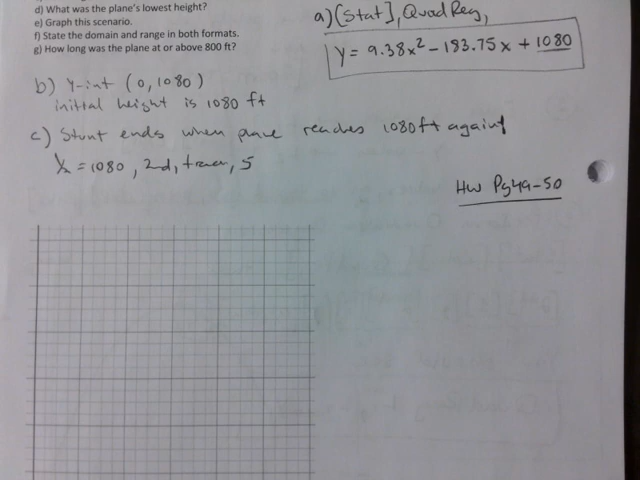 d) What was the plane's lowest height?
e) Graph this scenario.
f) State the domain and range in both formats.
g) How long was the plane at or above 800 ft?
a) [Stat], QuadReg,
y = 9.38x² - 183.75x + 1080
b) Y-int (0, 1080)
initial height is 1080 ft
c) Stunt ends when plane reaches 1080 ft again!
= 1080, 2nd, trace, 5
HW Pg 49-50